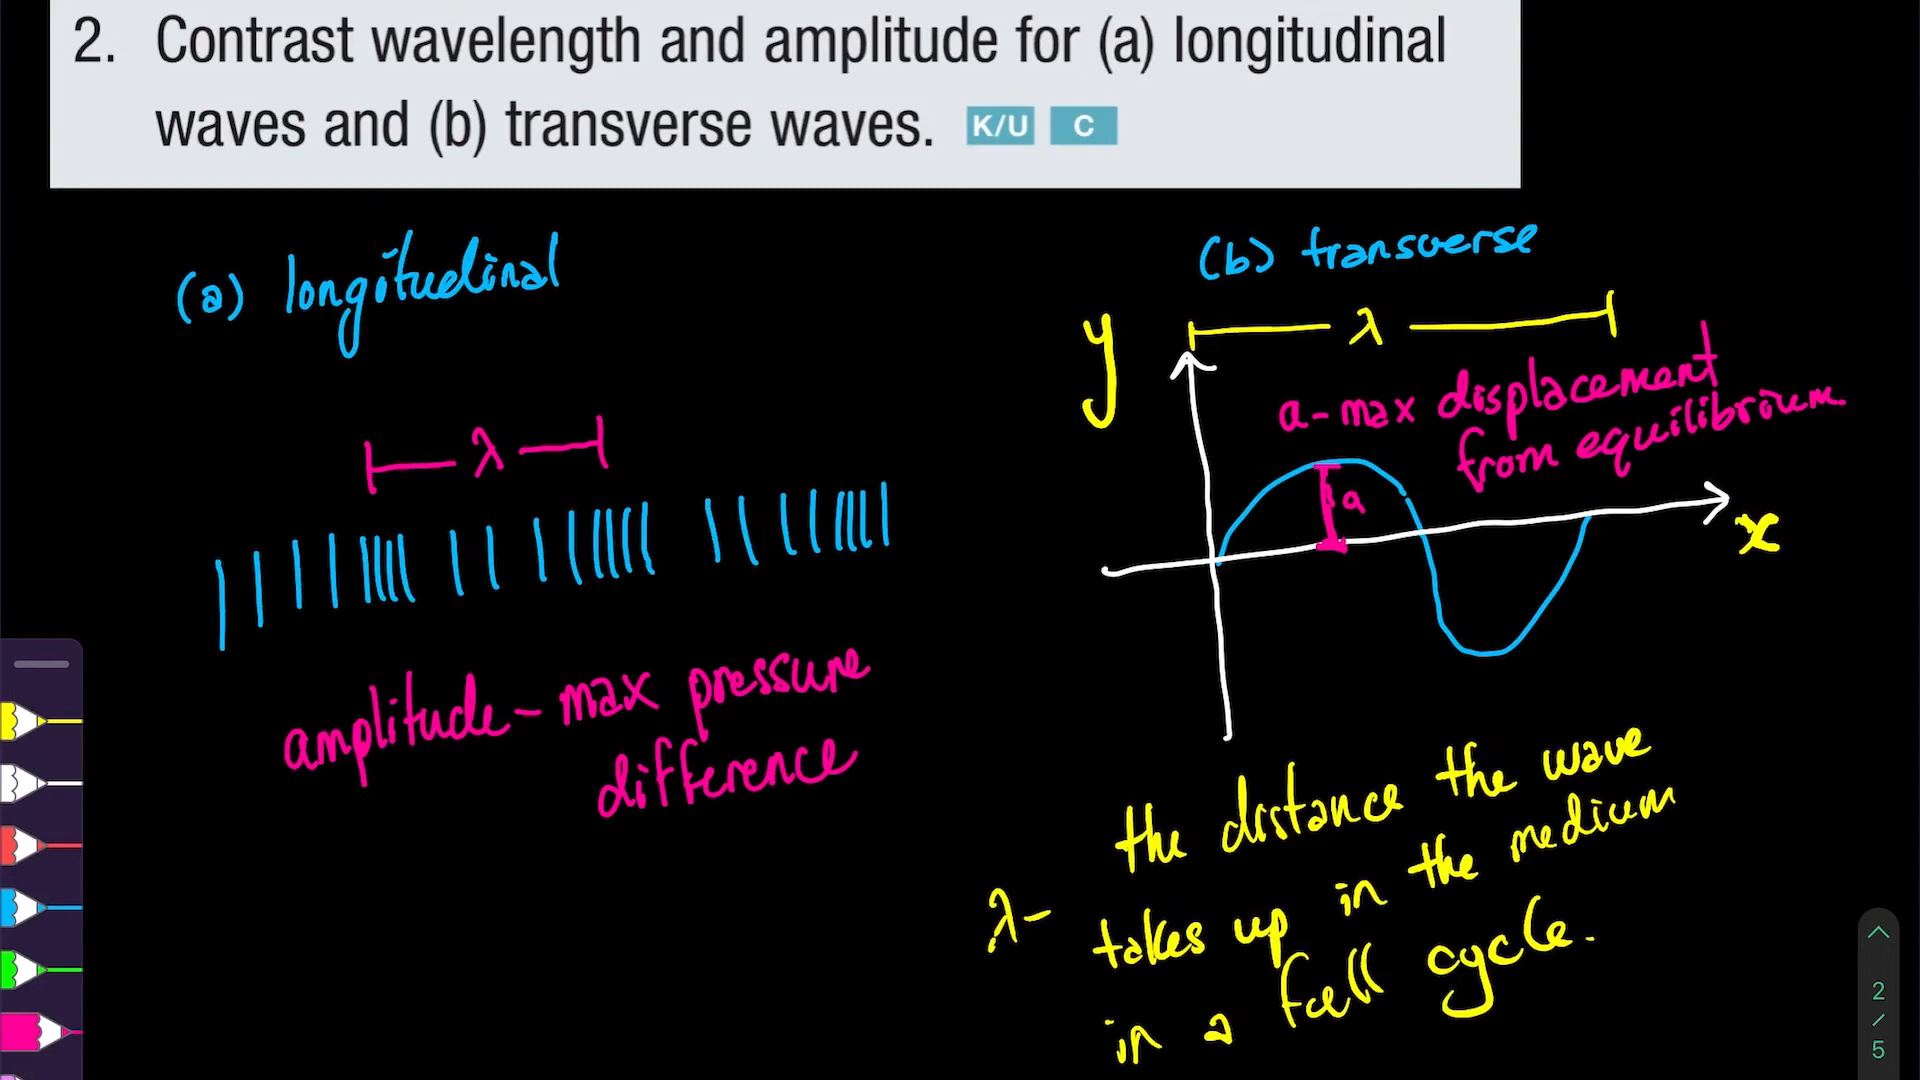 2. Contrast wavelength and amplitude for (a) longitudinal
waves and (b) transverse waves. K/U C
(a) longitudinal
λ
amplitude - max pressure
difference
(b) transverse
y
λ
a - max displacement
from equilibrium.
a
x
the distance the wave
λ - takes up in the medium
in a full cycle.
2
/
5